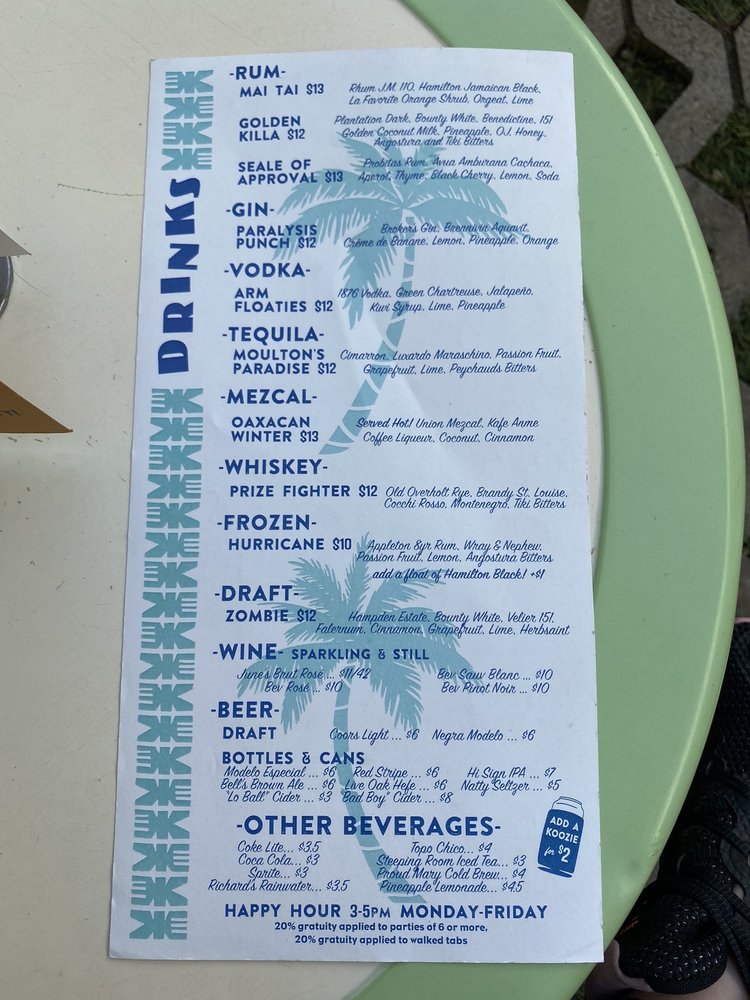 DRINKS
-RUM-
MAI TAI $13
Rhum J.M. 110, Hamilton Jamaican Black,
La Favorite Orange Shrub, Orgeat, Lime
GOLDEN
KILLA $12
Plantation Dark, Bounty White, Benedictine, 151
Golden Coconut Milk, Pineapple, O.J. Honey,
Angostura and Tiki Bitters
SEALE OF
APPROVAL $13
Probitas Rum, Avua Amburana Cachaca,
Aperol, Thyme, Black Cherry, Lemon, Soda
-GIN-
PARALYSIS
PUNCH $12
Brokers Gin, Brennivia Aquavit,
Créme de Banane, Lemon, Pineapple, Orange
-VODKA-
ARM
FLOATIES $12
1876 Vodka, Green Chartreuse, Jalapeño,
Kiwi Syrup, Lime, Pineapple
-TEQUILA-
MOULTON'S
PARADISE $12
Cimarron, Luxardo Maraschino, Passion Fruit,
Grapefruit, Lime, Peychauds Bitters
-MEZCAL-
OAXACAN
WINTER $13
Served Hot! Union Mezcal, Kafe Anme
Coffee Liqueur, Coconut, Cinnamon
-WHISKEY-
PRIZE FIGHTER $12
Old Overholt Rye, Brandy St. Louise,
Cocchi Rosso, Montenegro, Tiki Bitters
-FROZEN-
HURRICANE $10
Appleton 8yr Rum, Wray & Nephew,
Passion Fruit, Lemon, Angostura Bitters
add a float of Hamilton Black! +$1
-DRAFT-
ZOMBIE $12
Hampden Estate, Bounty White, Velier 151,
Falernum, Cinnamon, Grapefruit, Lime, Herbsaint
-WINE- SPARKLING & STILL
June's Brut Rosé ... $11/42 Bev Sauv Blanc ... $10
Bev Rosé ... $10 Bev Pinot Noir ... $10
-BEER-
DRAFT Coors Light ... $6 Negra Modelo ... $6
BOTTLES & CANS
Modelo Especial ... $6 Red Stripe ... $6 Hi Sign IPA ... $7
Bell's Brown Ale ... $6 Live Oak Hefe ... $6 Natty Seltzer ... $5
"Lo Ball" Cider ... $3 "Bad Boy" Cider ... $8
-OTHER BEVERAGES-
Coke Lite... $3.5 Topo Chico... $4
Coca Cola... $3 Steeping Room Iced Tea... $3
Sprite... $3 Proud Mary Cold Brew... $4
Richard's Rainwater... $3.5 Pineapple Lemonade... $4.5
ADD A
KOOZIE
for $2
HAPPY HOUR 3-5PM MONDAY-FRIDAY
20% gratuity applied to parties of 6 or more,
20% gratuity applied to walked tabs